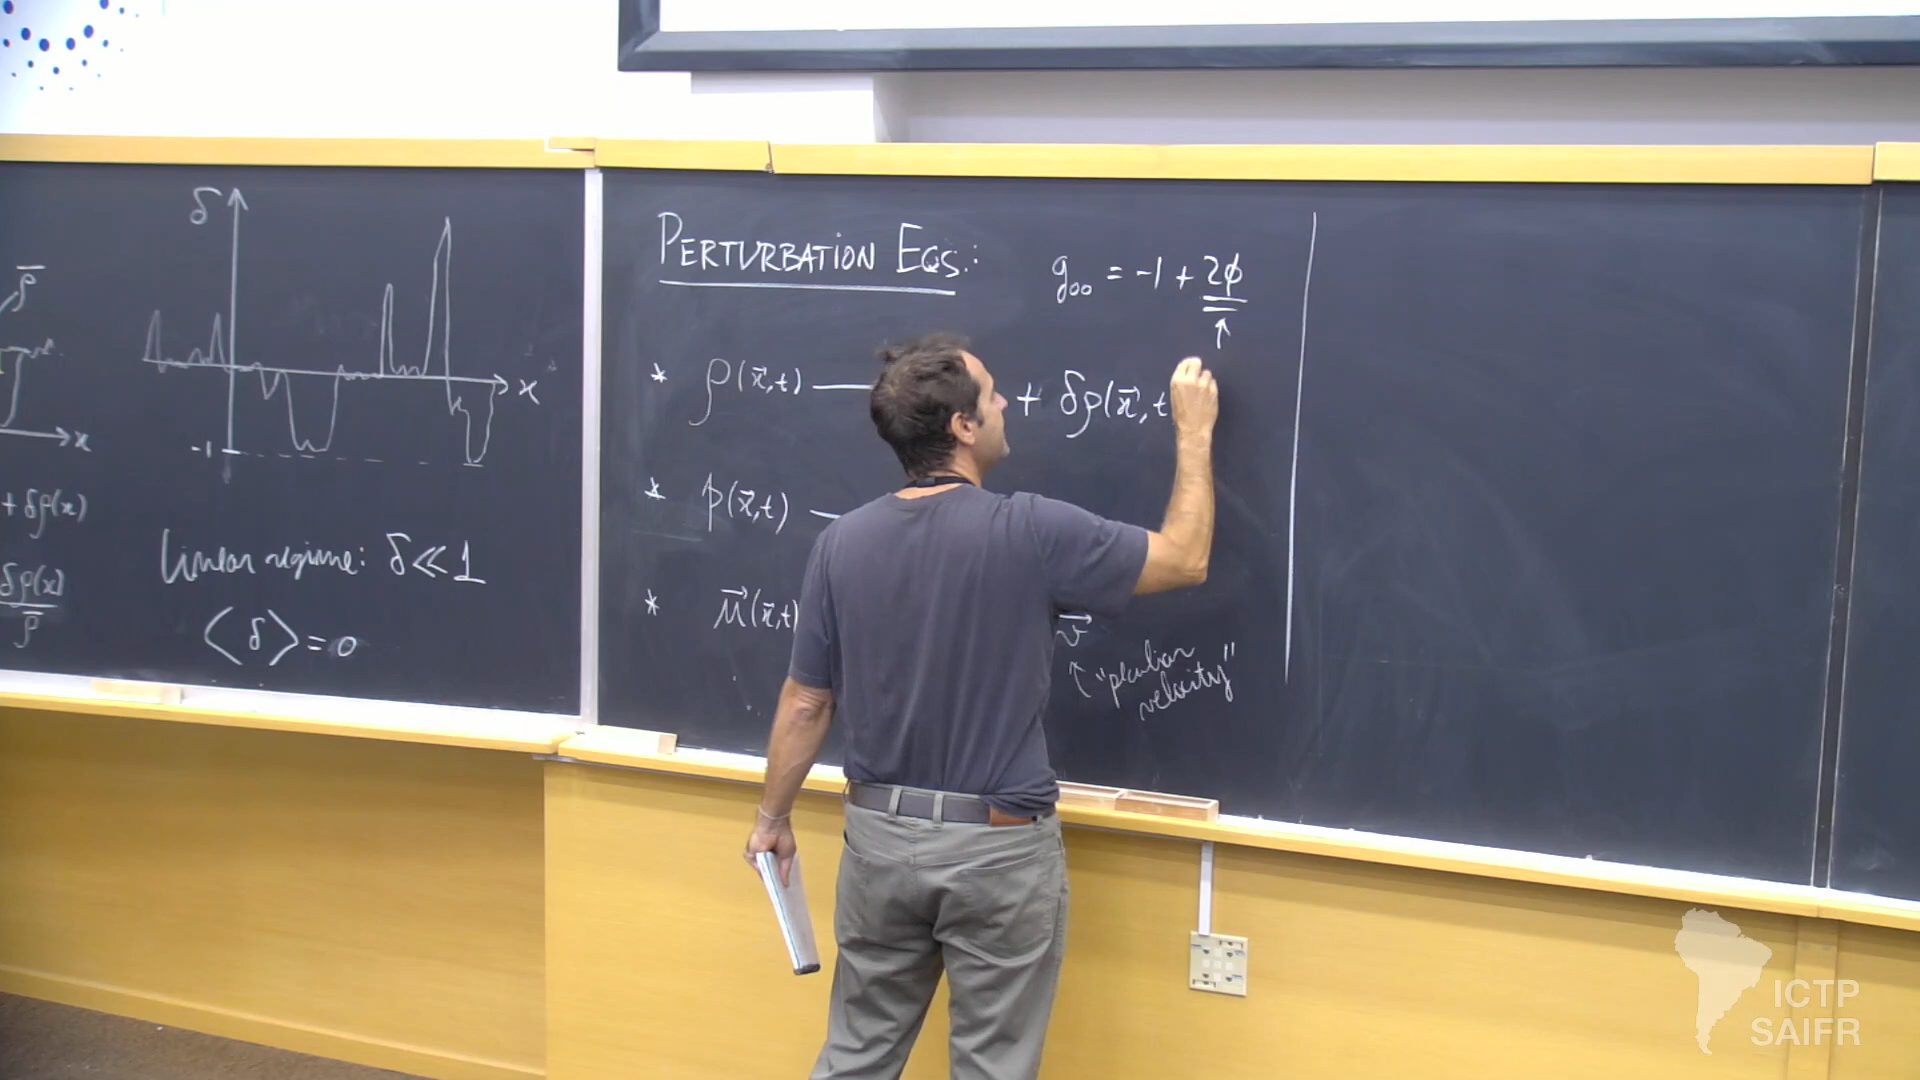 ρ̄
x
+ δρ(x)
δρ(x)
ρ̄
δ
x
-1
linear regime: δ ≪ 1
⟨δ⟩ = 0
PERTURBATION EQS.:
g₀₀ = -1 + 2φ
↑
* ρ(x⃗,t) — + δρ(x⃗,t
* p(x⃗,t) —
* u⃗(x⃗,t) v⃗
↑ "peculiar
velocity"
ICTP
SAIFR